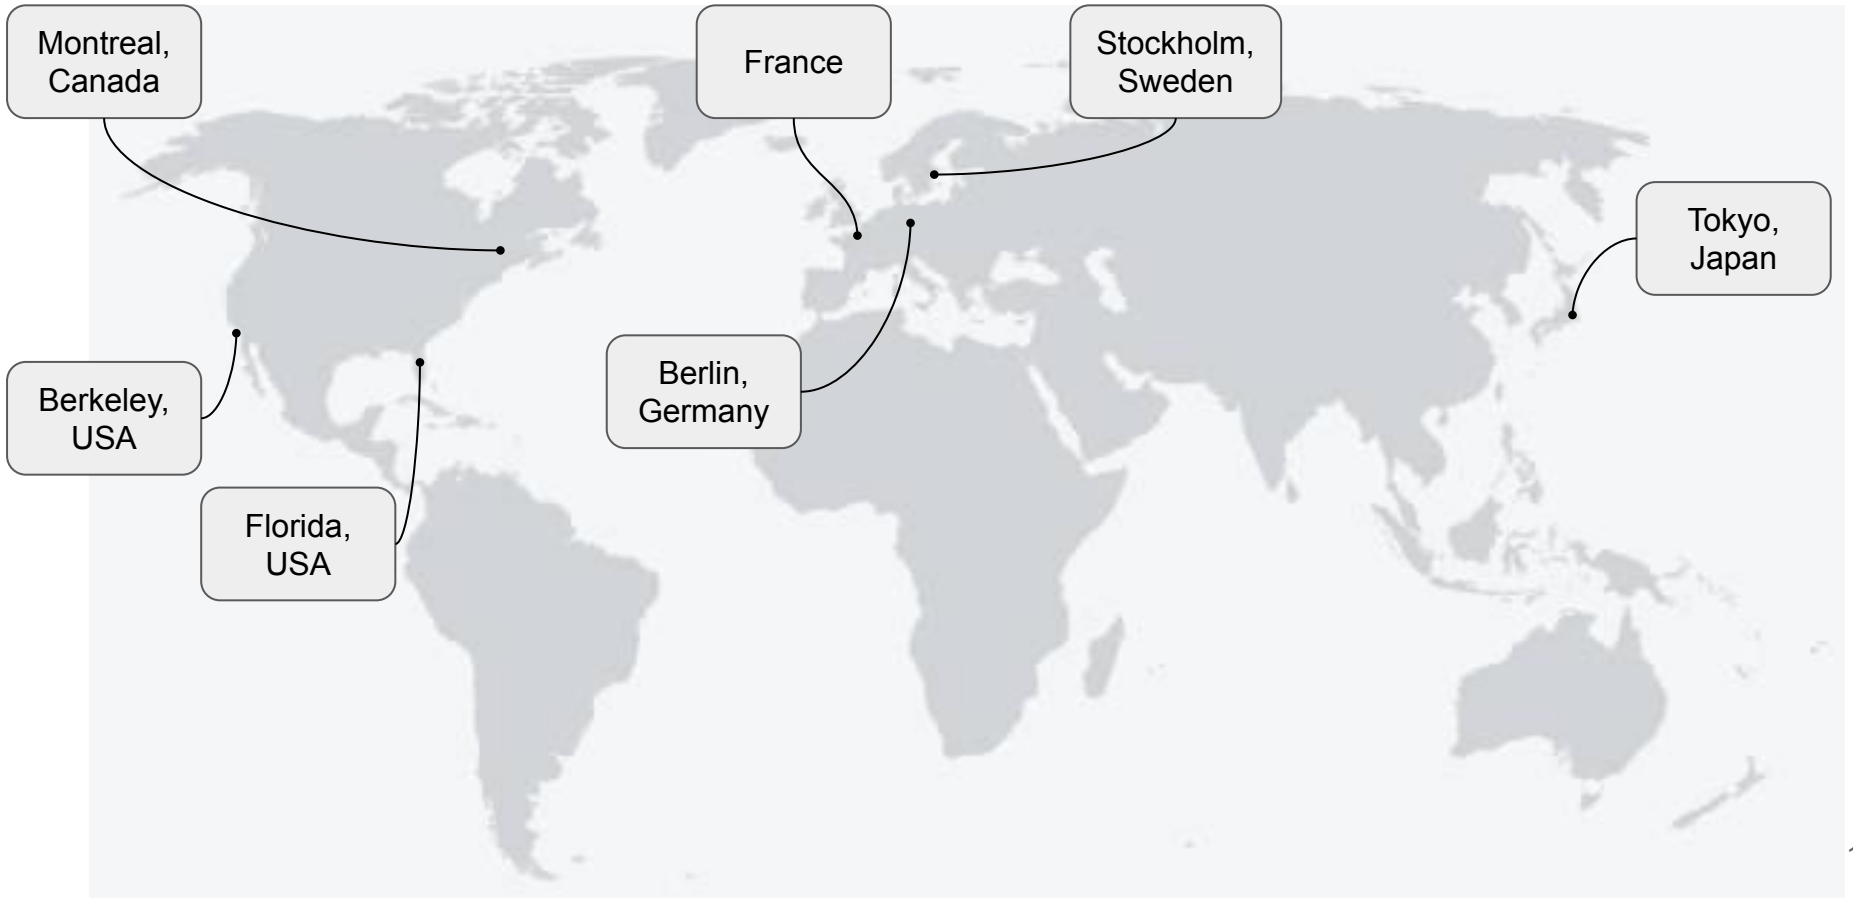 Montreal,
Canada
France
Stockholm,
Sweden
Tokyo,
Japan
Berkeley,
USA
Berlin,
Germany
Florida,
USA